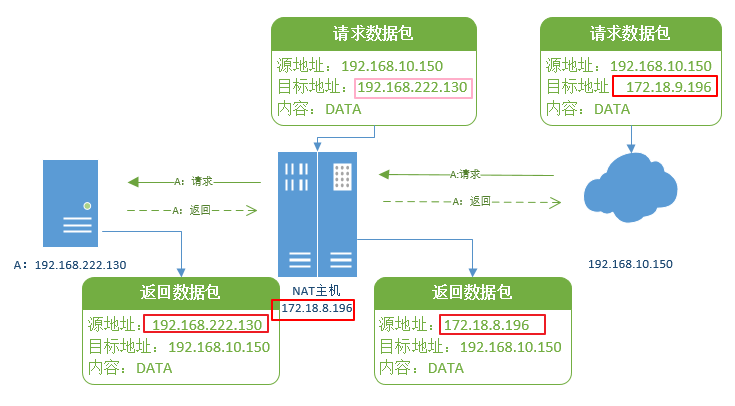 请求数据包
源地址：192.168.10.150
目标地址：192.168.222.130
内容：DATA
请求数据包
源地址：192.168.10.150
目标地址 172.18.9.196
内容：DATA
A：请求
A：返回
A:请求
A：返回
A：192.168.222.130
NAT主机
172.18.8.196
192.168.10.150
返回数据包
源地址：192.168.222.130
目标地址：192.168.10.150
内容：DATA
返回数据包
源地址：172.18.8.196
目标地址：192.168.10.150
内容：DATA